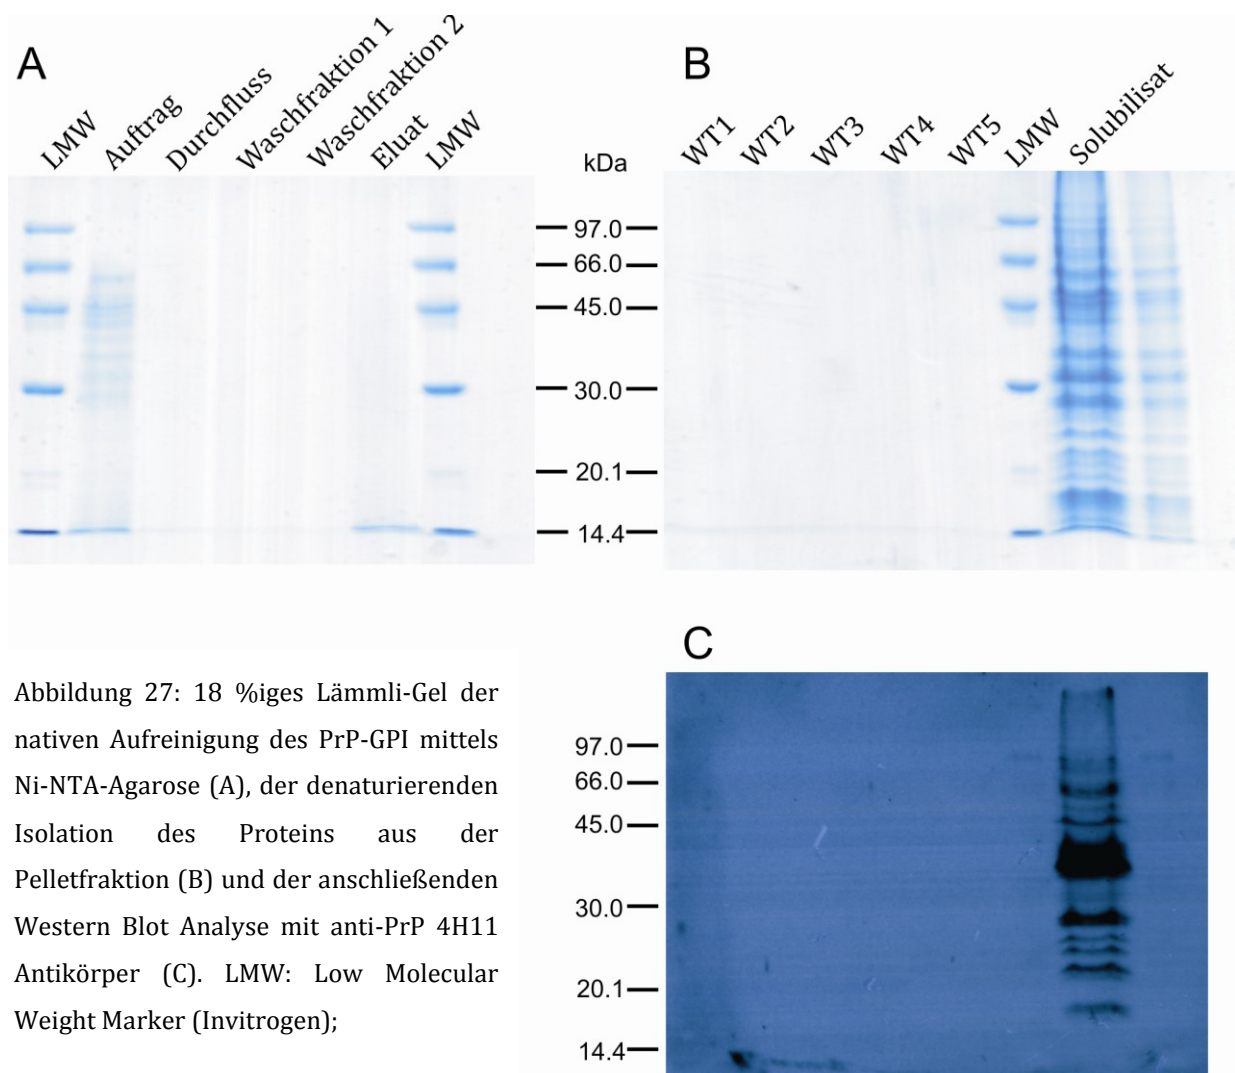 A
LMW
Auftrag
Durchfluss
Waschfraktion 1
Waschfraktion 2
Eluat
LMW
kDa
97.0
66.0
45.0
30.0
20.1
14.4
B
WT1
WT2
WT3
WT4
WT5
LMW
Solubilisat
C
97.0
66.0
45.0
30.0
20.1
14.4
Abbildung 27: 18 %iges Lämmli-Gel der
nativen Aufreinigung des PrP-GPI mittels
Ni-NTA-Agarose (A), der denaturierenden
Isolation des Proteins aus der
Pelletfraktion (B) und der anschließenden
Western Blot Analyse mit anti-PrP 4H11
Antikörper (C). LMW: Low Molecular
Weight Marker (Invitrogen);